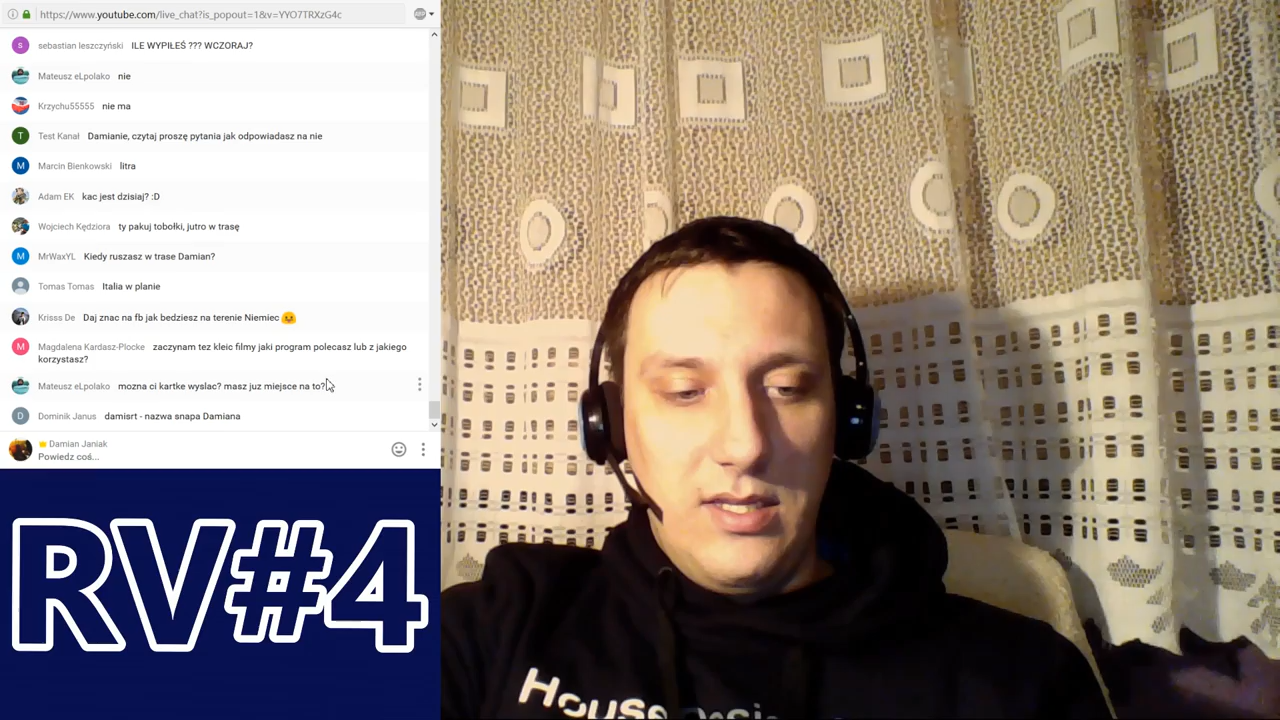 https://www.youtube.com/live_chat?is_popout=1&v=YYO7TRXzG4c
sebastian leszczyński ILE WYPIŁEŚ ??? WCZORAJ?
Mateusz eLpolako nie
Krzychu55555 nie ma
Test Kanał Damianie, czytaj proszę pytania jak odpowiadasz na nie
Marcin Bienkowski litra
Adam EK kac jest dzisiaj? :D
Wojciech Kędziora ty pakuj tobołki, jutro w trasę
MrWaxYL Kiedy ruszasz w trase Damian?
Tomas Tomas Italia w planie
Krisss De Daj znac na fb jak bedziesz na terenie Niemiec
Magdalena Kardasz-Plocke zaczynam tez kleic filmy jaki program polecasz lub z jakiego
korzystasz?
Mateusz eLpolako mozna ci kartke wyslac? masz juz miejsce na to?
Dominik Janus damisrt - nazwa snapa Damiana
Damian Janiak
Powiedz coś...
RV#4
House